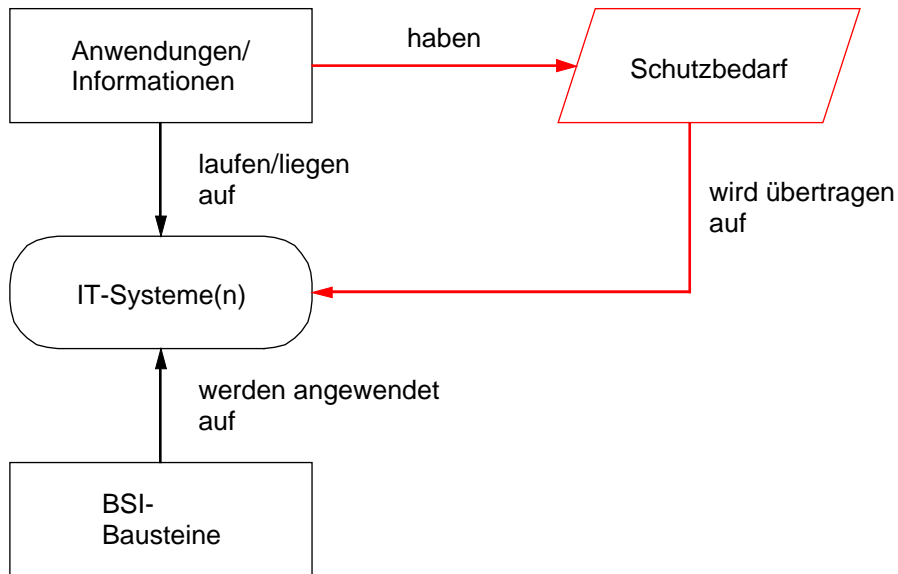 Anwendungen/
Informationen
haben
Schutzbedarf
laufen/liegen
auf
wird übertragen
auf
IT-Systeme(n)
werden angewendet
auf
BSI-
Bausteine